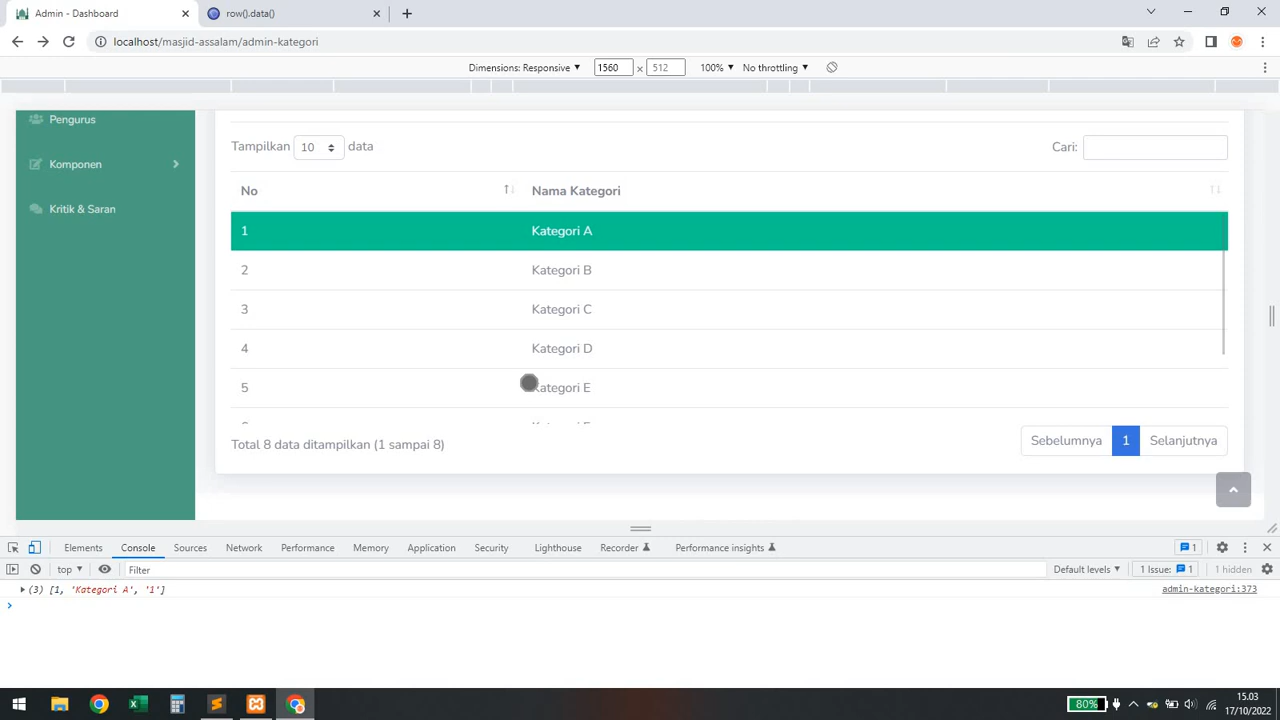 Admin - Dashboard
row().data()
localhost/masjid-assalam/admin-kategori
Dimensions: Responsive 1560 x 512 100% No throttling
Pengurus
Komponen
Kritik & Saran
Tampilkan 10 data
Cari:
No Nama Kategori
1 Kategori A
2 Kategori B
3 Kategori C
4 Kategori D
5 Kategori E
Total 8 data ditampilkan (1 sampai 8)
Sebelumnya 1 Selanjutnya
Elements Console Sources Network Performance Memory Application Security Lighthouse Recorder Performance insights 1
top Filter Default levels 1 Issue: 1 1 hidden
(3) [1, 'Kategori A', '1'] admin-kategori:373
80%
15.03
17/10/2022